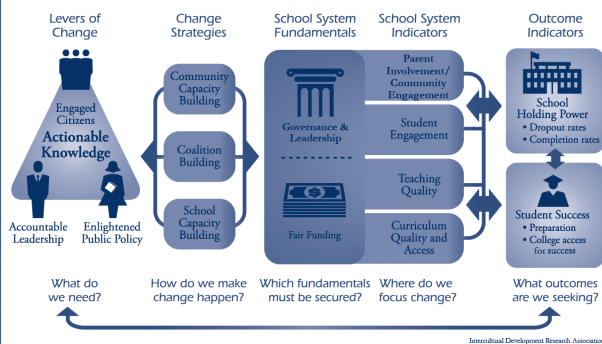 Levers of
Change
Change
Strategies
School System
Fundamentals
School System
Indicators
Outcome
Indicators
Engaged
Citizens
Actionable
Knowledge
Accountable
Leadership
Enlightened
Public Policy
Community
Capacity
Building
Coalition
Building
School
Capacity
Building
Governance &
Leadership
Fair Funding
Parent
Involvement/
Community
Engagement
Student
Engagement
Teaching
Quality
Curriculum
Quality and
Access
School
Holding Power
• Dropout rates
• Completion rates
Student Success
• Preparation
• College access
for success
What do
we need?
How do we make
change happen?
Which fundamentals
must be secured?
Where do we
focus change?
What outcomes
are we seeking?
Intercultural Development Research Association